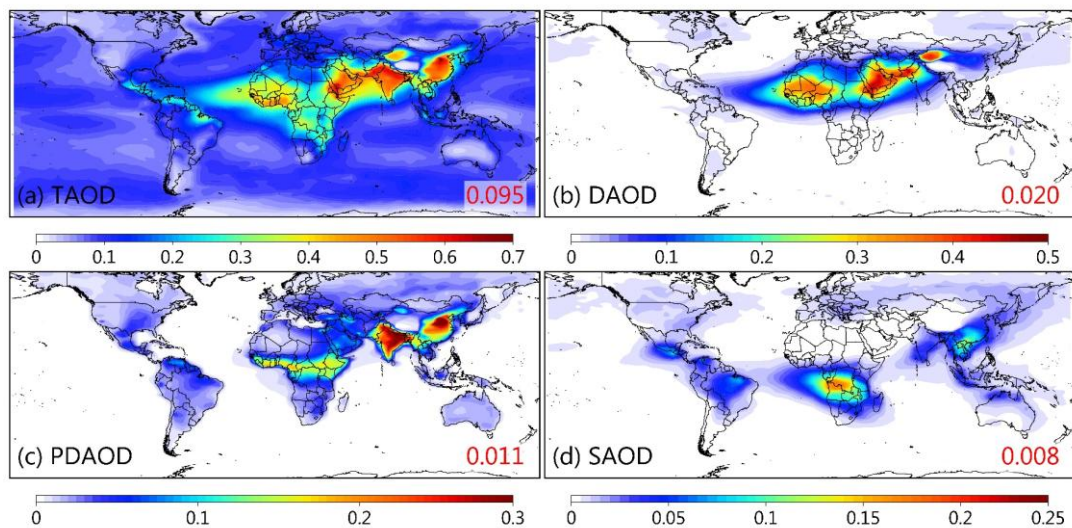 (a) TAOD 0.095
(b) DAOD 0.020
0 0.1 0.2 0.3 0.4 0.5 0.6 0.7
0 0.1 0.2 0.3 0.4 0.5
(c) PDAOD 0.011
(d) SAOD 0.008
0 0.1 0.2 0.3
0 0.05 0.1 0.15 0.2 0.25